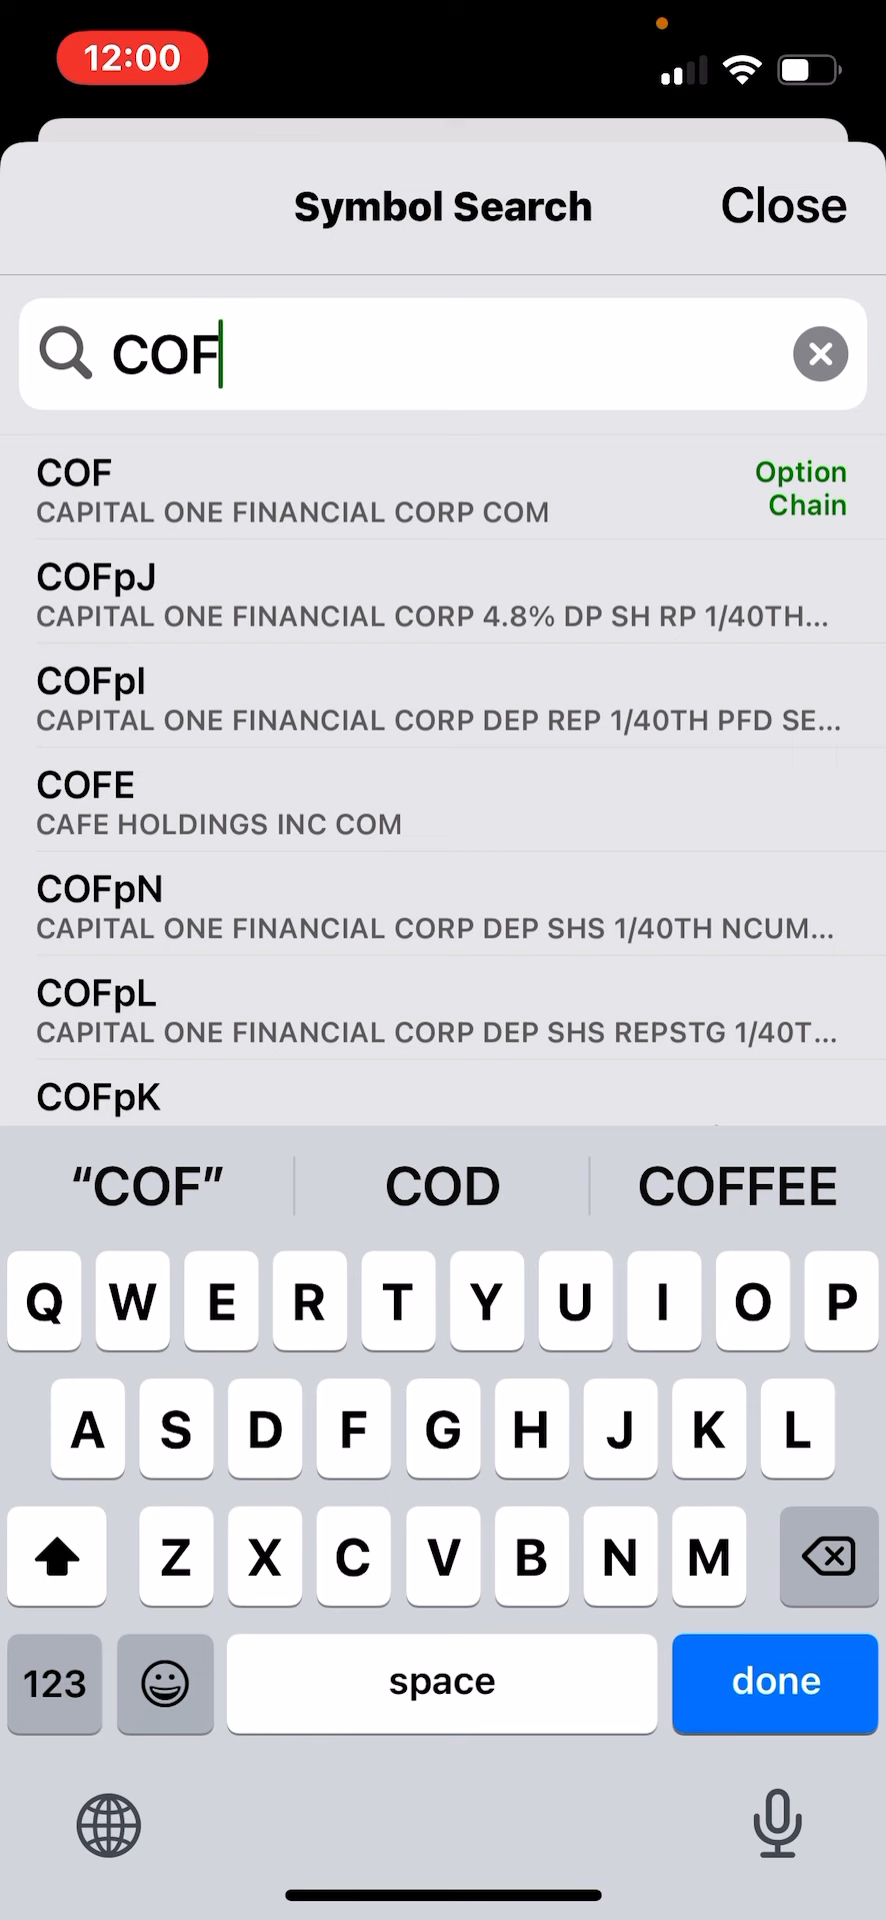 12:00
Symbol Search
Close
COF
COF
Option
Chain
CAPITAL ONE FINANCIAL CORP COM
COFpJ
CAPITAL ONE FINANCIAL CORP 4.8% DP SH RP 1/40TH...
COFpI
CAPITAL ONE FINANCIAL CORP DEP REP 1/40TH PFD SE...
COFE
CAFE HOLDINGS INC COM
COFpN
CAPITAL ONE FINANCIAL CORP DEP SHS 1/40TH NCUM...
COFpL
CAPITAL ONE FINANCIAL CORP DEP SHS REPSTG 1/40T...
COFpK
“COF” COD COFFEE
Q W E R T Y U I O P
A S D F G H J K L
Z X C V B N M
123 space done